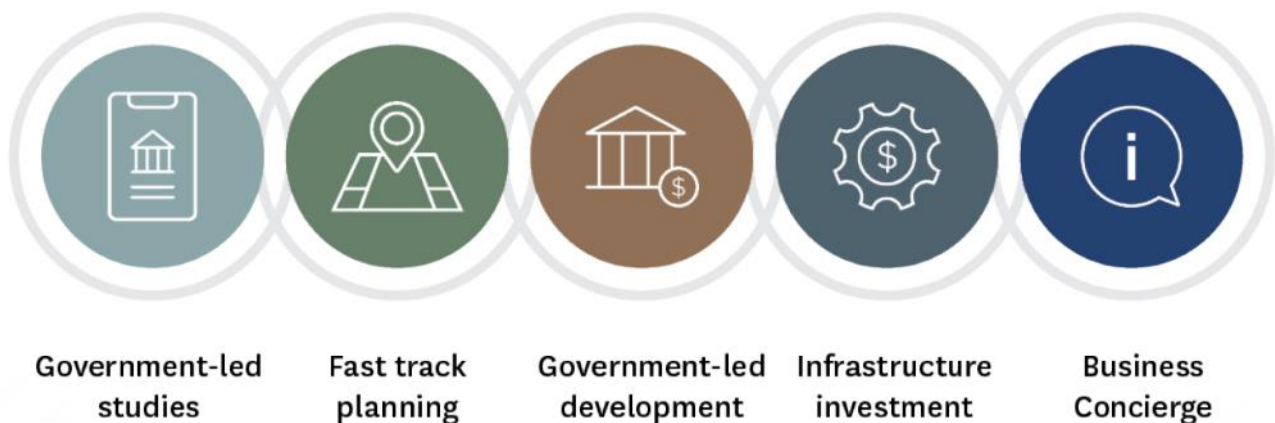 $
$
i
Government-led
studies
Fast track
planning
Government-led
development
Infrastructure
investment
Business
Concierge